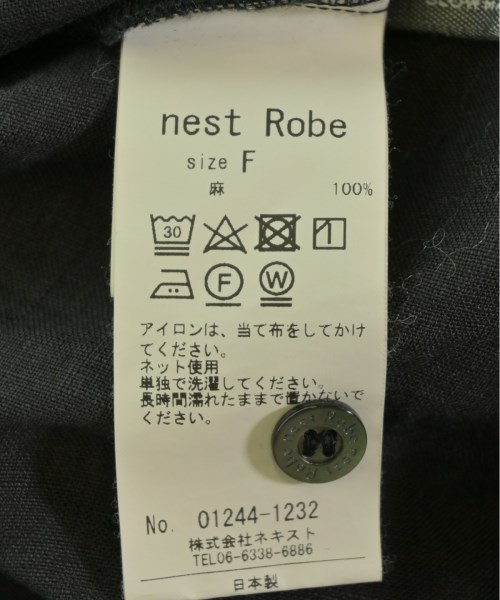 nest Robe
size F
麻 100%
30
F W
アイロンは、当て布をしてかけ
てください。
ネット使用
単独で洗濯してください。
長時間濡れたままで置かないで
ください。
No. 01244-1232
株式会社ネキスト
TEL06-6338-6886
日本製